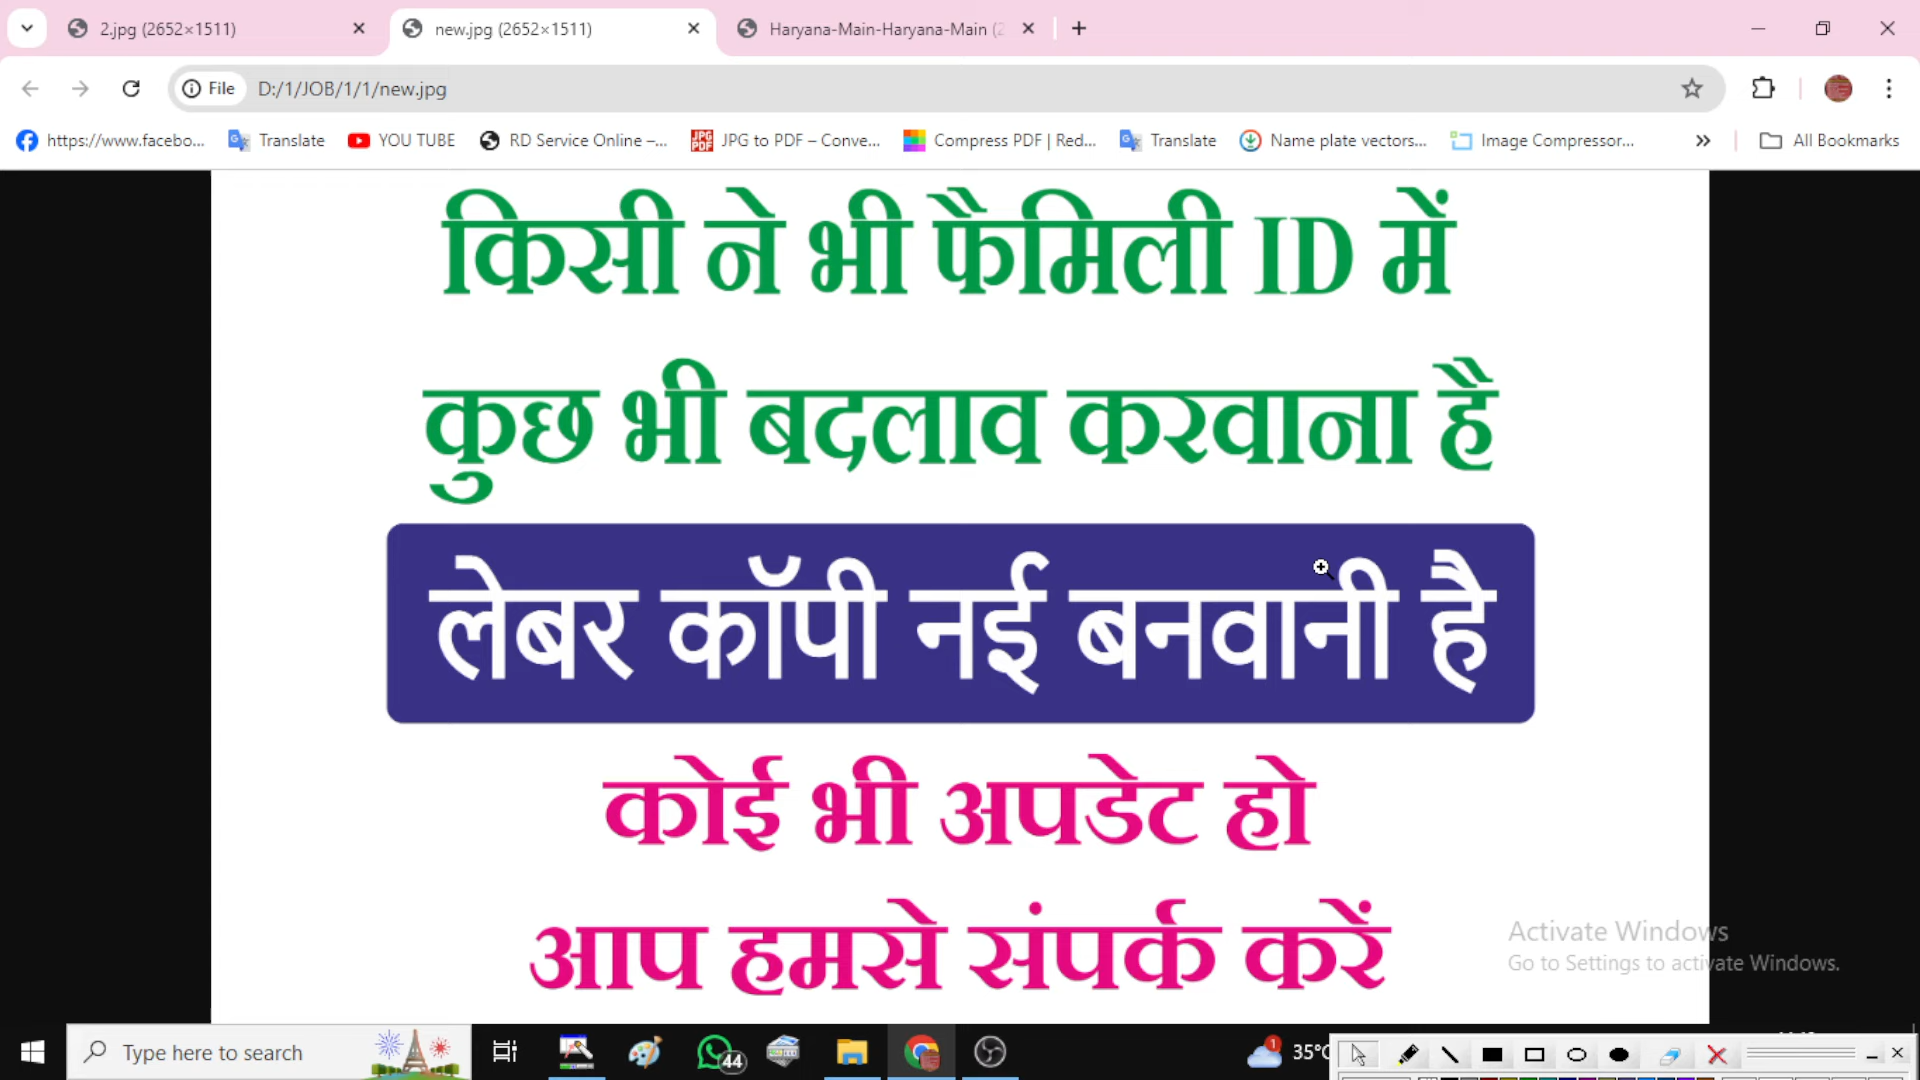 2.jpg (2652×1511)
new.jpg (2652×1511)
Haryana-Main-Haryana-Main
File
D:/1/JOB/1/1/new.jpg
https://www.facebo...
Translate
YOU TUBE
RD Service Online –...
JPG to PDF – Conve...
Compress PDF | Red...
Translate
Name plate vectors...
Image Compressor...
All Bookmarks
किसी ने भी फैमिली ID में
कुछ भी बदलाव करवाना है
लेबर कॉपी नई बनवानी है
कोई भी अपडेट हो
आप हमसे संपर्क करें
Activate Windows
Go to Settings to activate Windows.
Type here to search
44
1
35°C